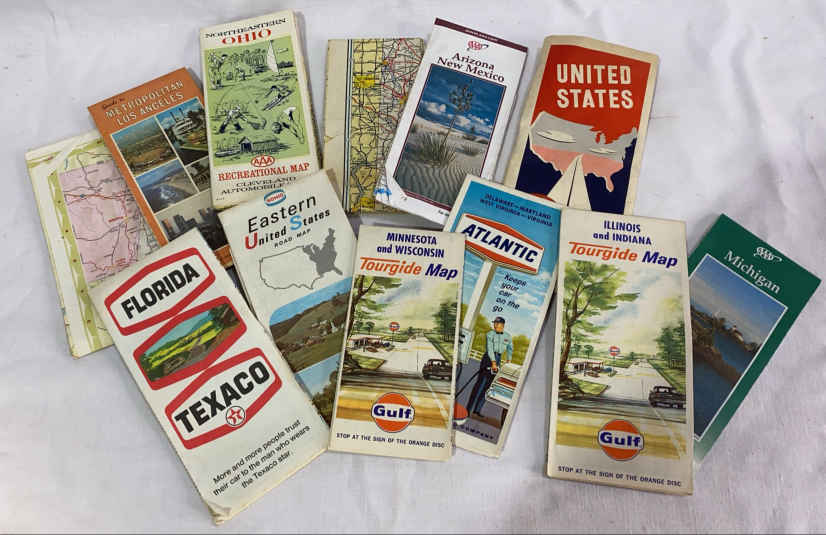 NORTHEASTERN
OHIO
AAA
RECREATIONAL MAP
CLEVELAND
AUTOMOBILE
Guide to
METROPOLITAN
LOS ANGELES
AAA
Arizona
New Mexico
UNITED
STATES
SOHIO
Eastern
United States
ROAD MAP
DELAWARE - MARYLAND
WEST VIRGINIA - VIRGINIA
ATLANTIC
Keeps
your
car
on the
go
COMPANY
FLORIDA
TEXACO
T
More and more people trust
their car to the man who wears
the Texaco star.
MINNESOTA
and WISCONSIN
Tourgide Map
Gulf
STOP AT THE SIGN OF THE ORANGE DISC
ILLINOIS
and INDIANA
Tourgide Map
Gulf
STOP AT THE SIGN OF THE ORANGE DISC
AAA
Michigan